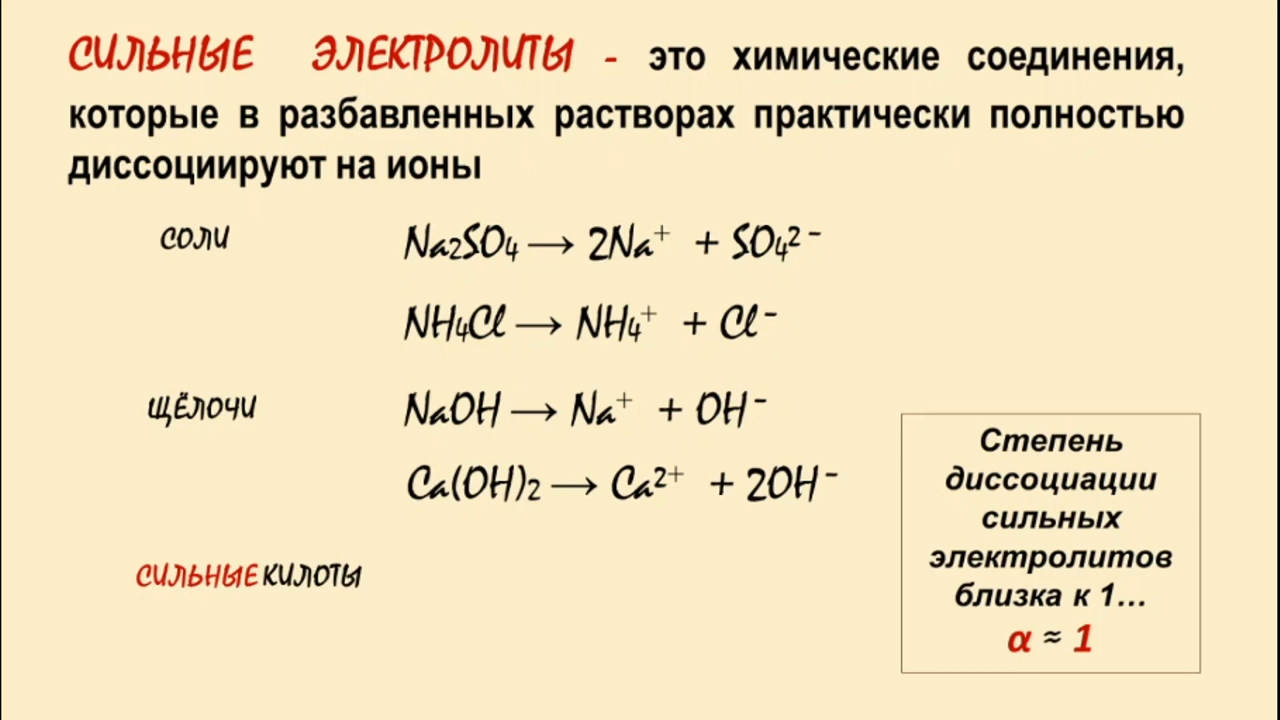 СИЛЬНЫЕ ЭЛЕКТРОЛИТЫ - это химические соединения,
которые в разбавленных растворах практически полностью
диссоциируют на ионы
СОЛИ
Na₂SO₄ → 2Na⁺ + SO₄²⁻
NH₄Cl → NH₄⁺ + Cl⁻
ЩЁЛОЧИ
NaOH → Na⁺ + OH⁻
Ca(OH)₂ → Ca²⁺ + 2OH⁻
СИЛЬНЫЕ КИЛОТЫ
Степень
диссоциации
сильных
электролитов
близка к 1...
α ≈ 1